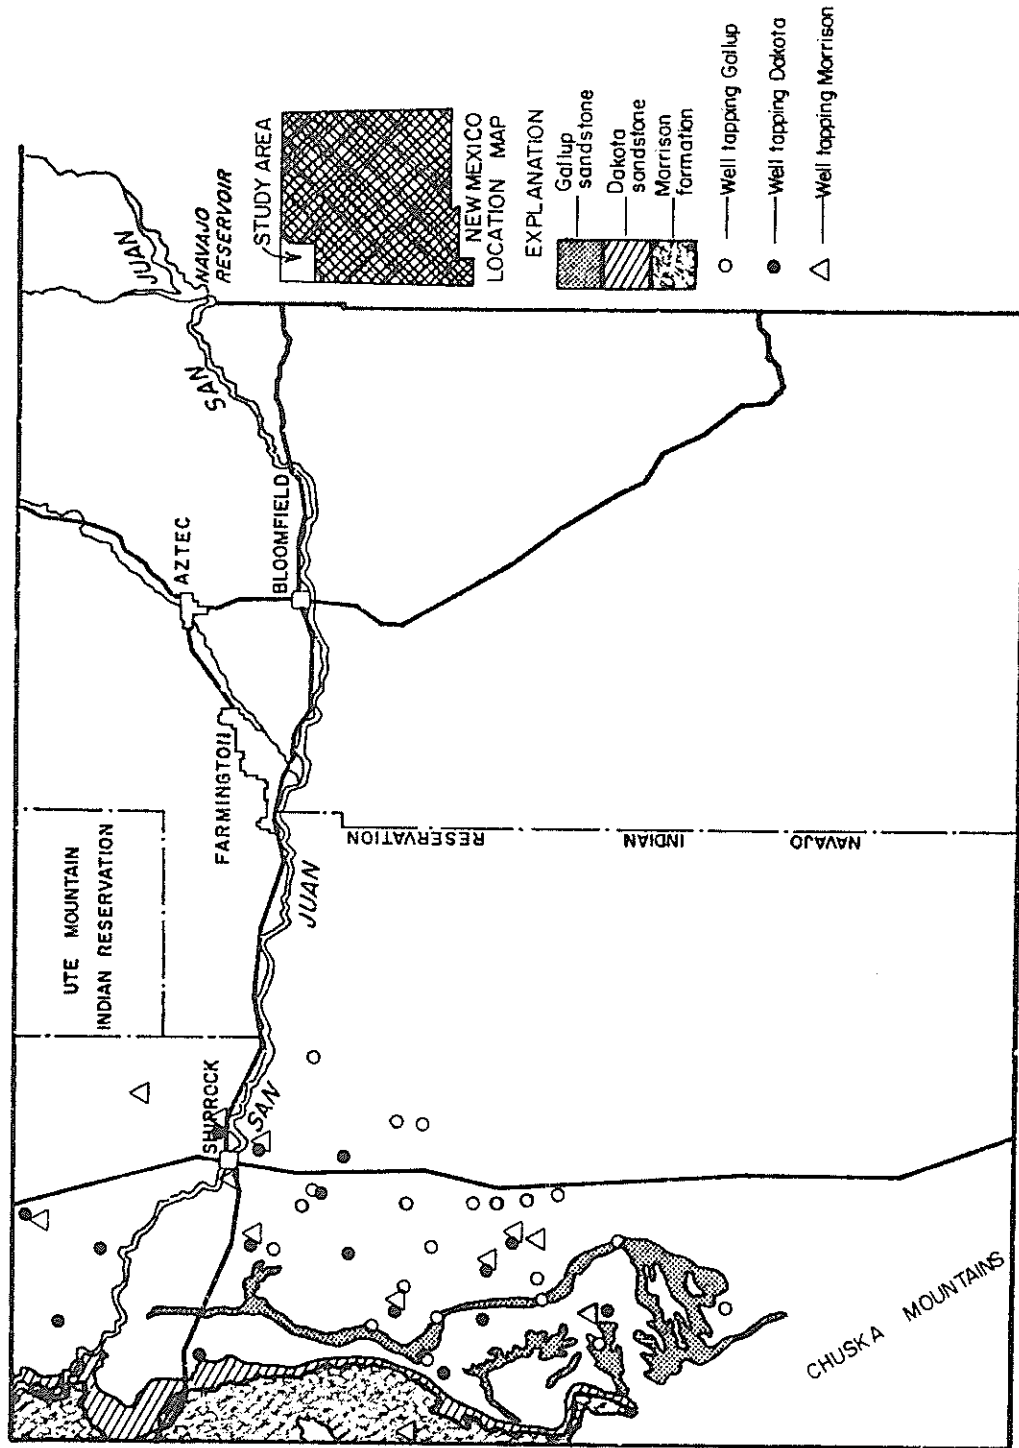 JUAN
NAVAJO
RESERVOIR
SAN
AZTEC
BLOOMFIELD
FARMINGTON
UTE MOUNTAIN
INDIAN RESERVATION
NAVAJO INDIAN RESERVATION
JUAN
SHIPROCK
SAN
CHUSKA MOUNTAINS
STUDY AREA
NEW MEXICO
LOCATION MAP
EXPLANATION
Gallup
sandstone
Dakota
sandstone
Morrison
formation
Well tapping Gallup
Well tapping Dakota
Well tapping Morrison